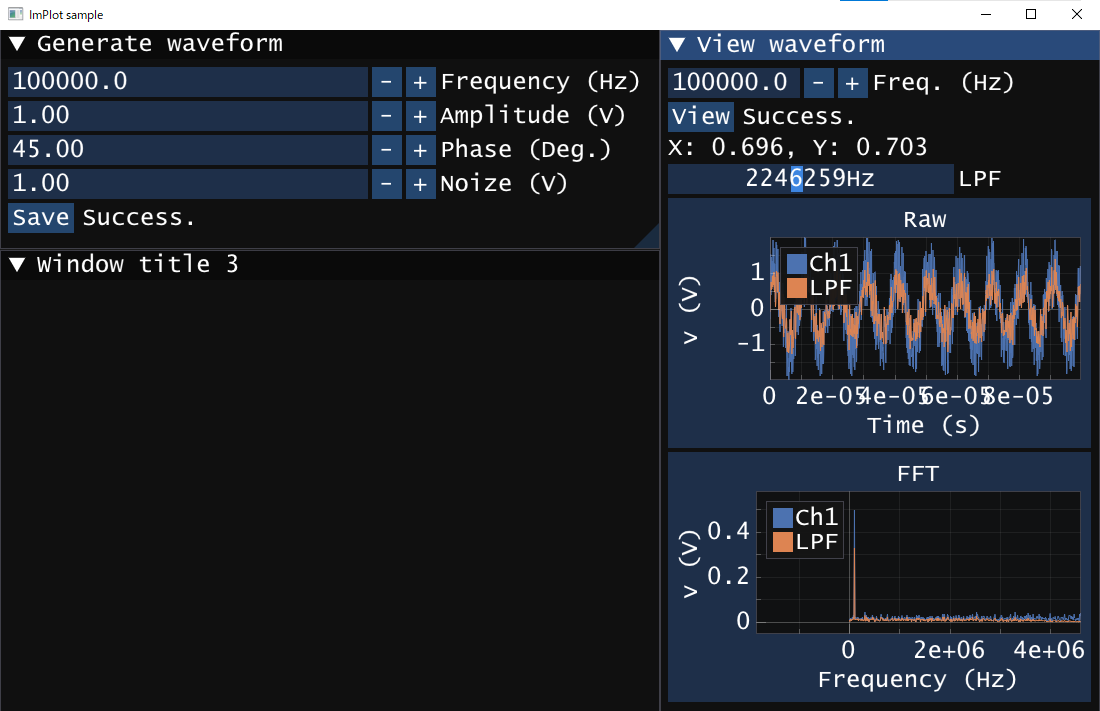 ImPlot sample
▼ Generate waveform
100000.0 - + Frequency (Hz)
1.00 - + Amplitude (V)
45.00 - + Phase (Deg.)
1.00 - + Noize (V)
Save Success.
▼ Window title 3
▼ View waveform
100000.0 - + Freq. (Hz)
View Success.
X: 0.696, Y: 0.703
2246259Hz LPF
Raw
Ch1
LPF
v (V)
1
0
-1
0 2e-05 4e-05 6e-05 8e-05
Time (s)
FFT
Ch1
LPF
v (V)
0.4
0.2
0
0 2e+06 4e+06
Frequency (Hz)